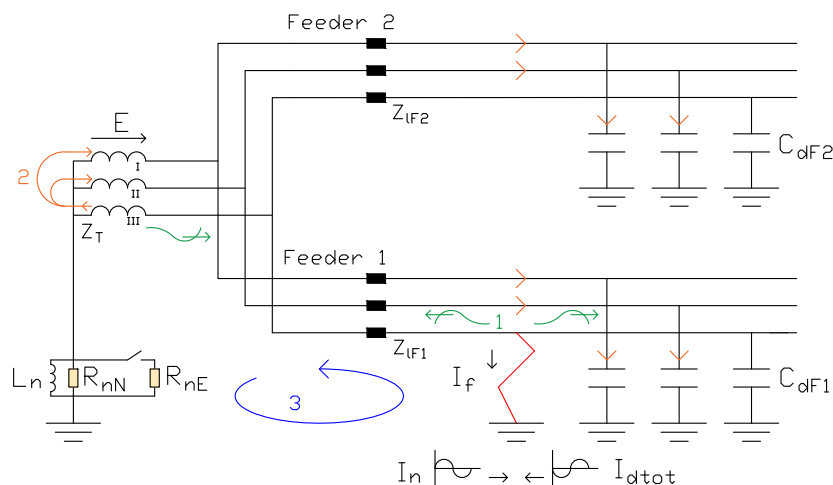 Feeder 2
Z_lF2
E
I
2
II
III
Z_T
C_dF2
Feeder 1
1
Z_lF1
L_n
R_nN
R_nE
3
I_f
C_dF1
I_n
I_dtot